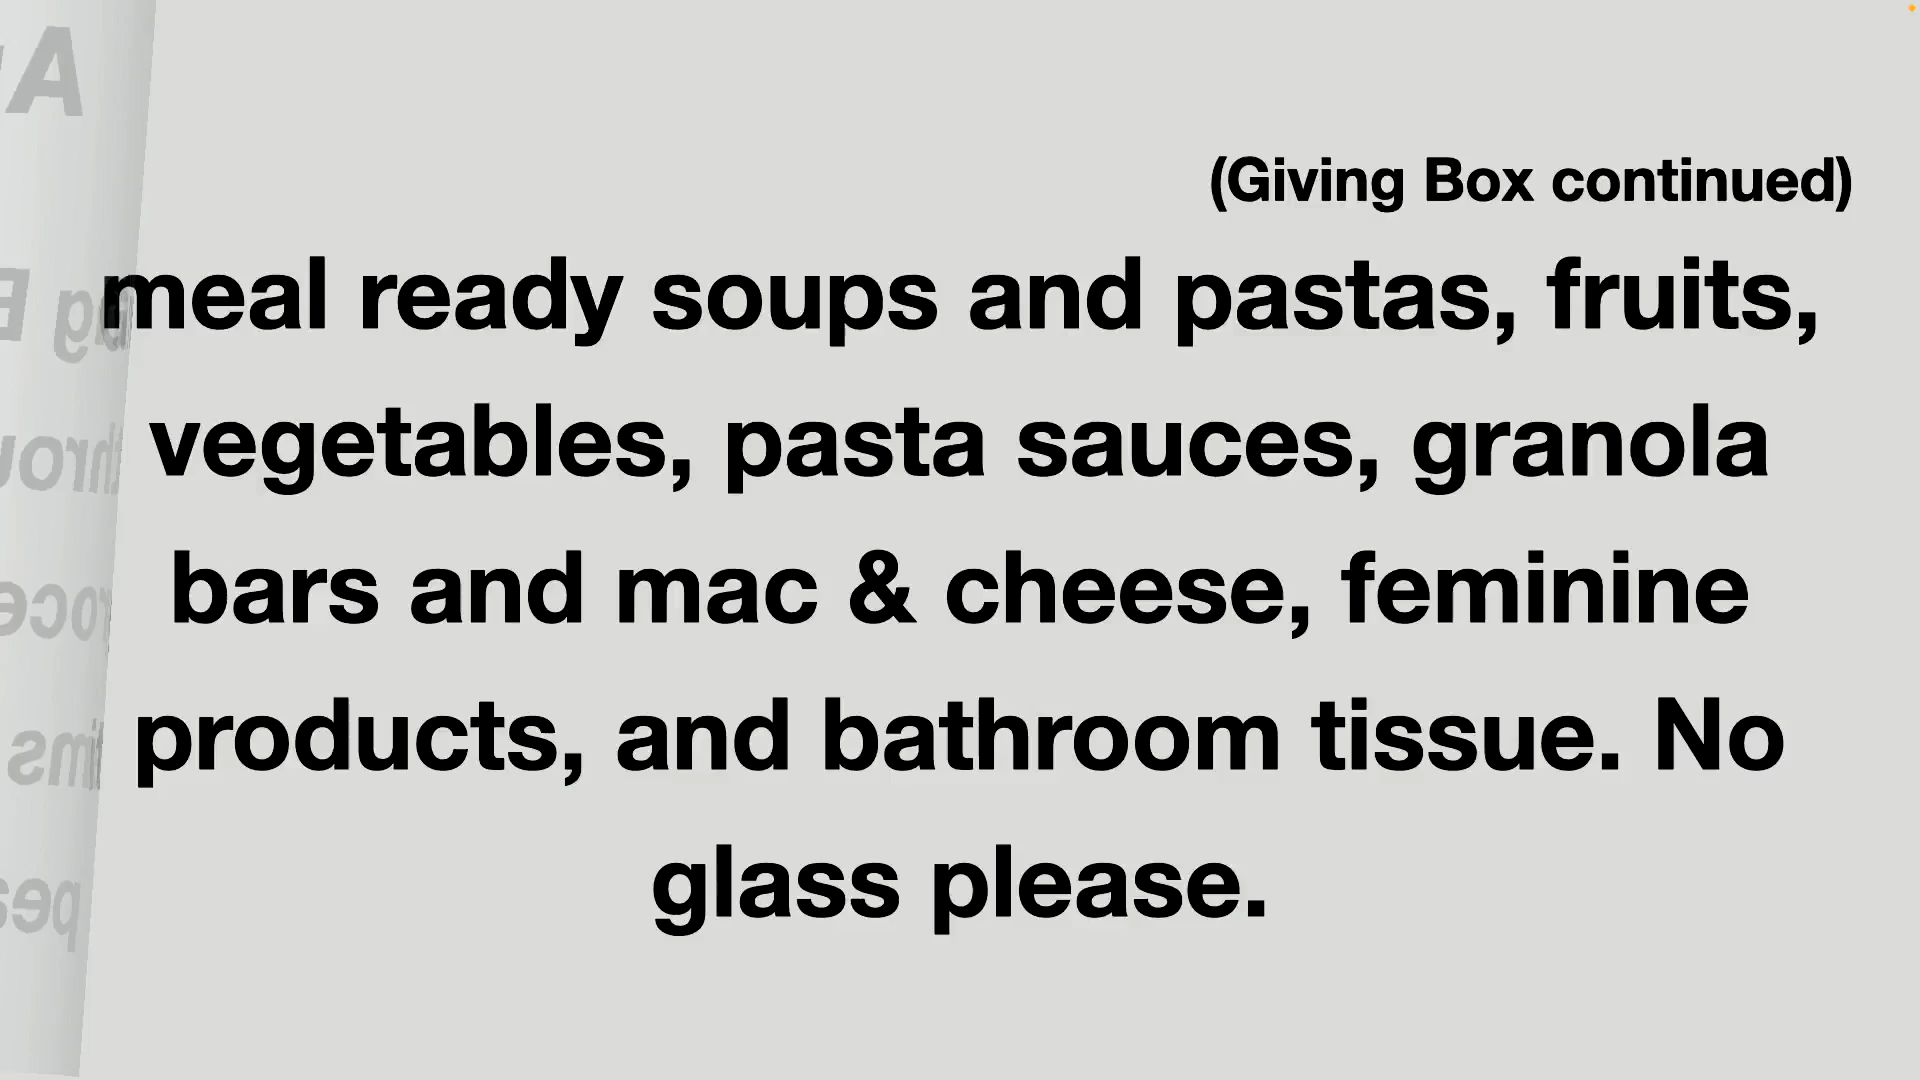 (Giving Box continued)
meal ready soups and pastas, fruits,
vegetables, pasta sauces, granola
bars and mac & cheese, feminine
products, and bathroom tissue. No
glass please.